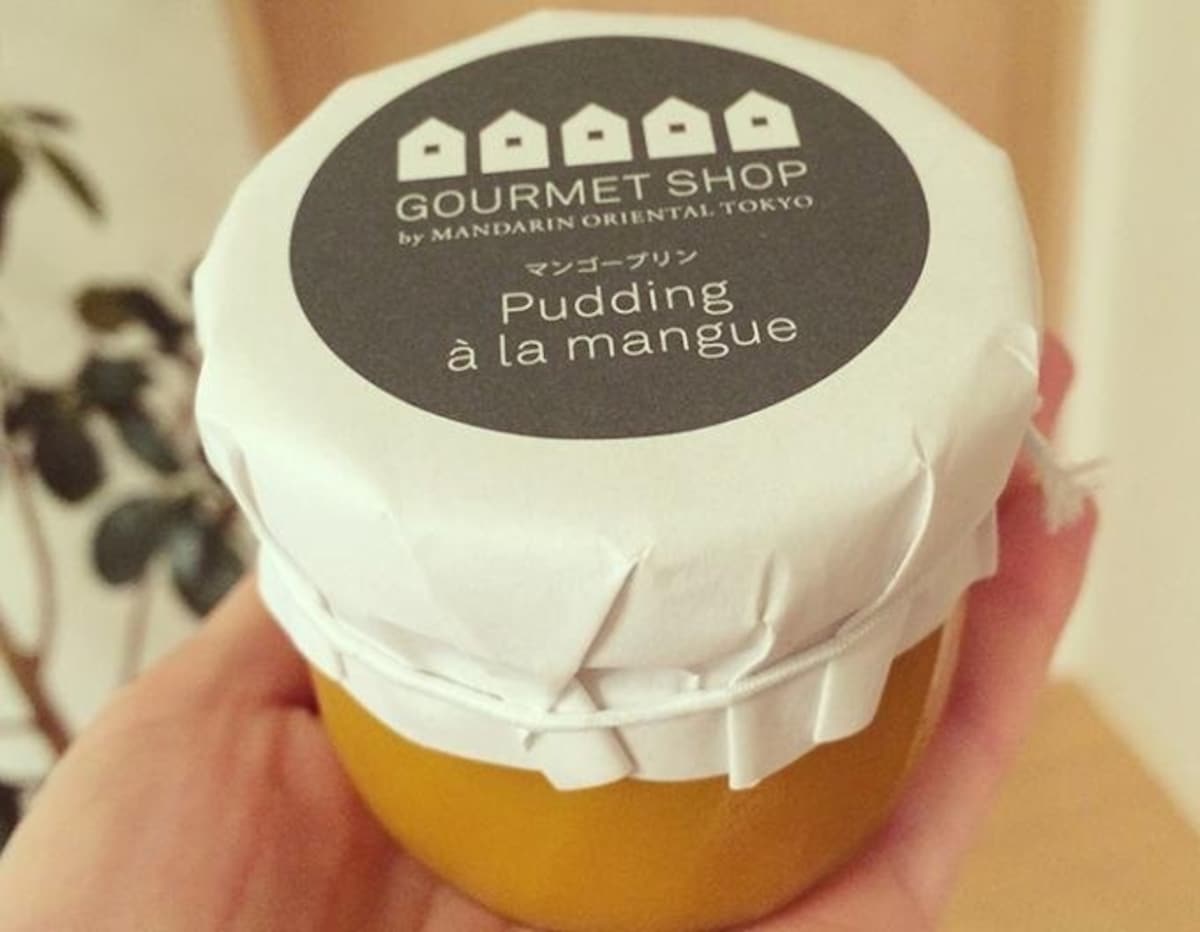 GOURMET SHOP
by MANDARIN ORIENTAL TOKYO
マンゴープリン
Pudding
à la mangue